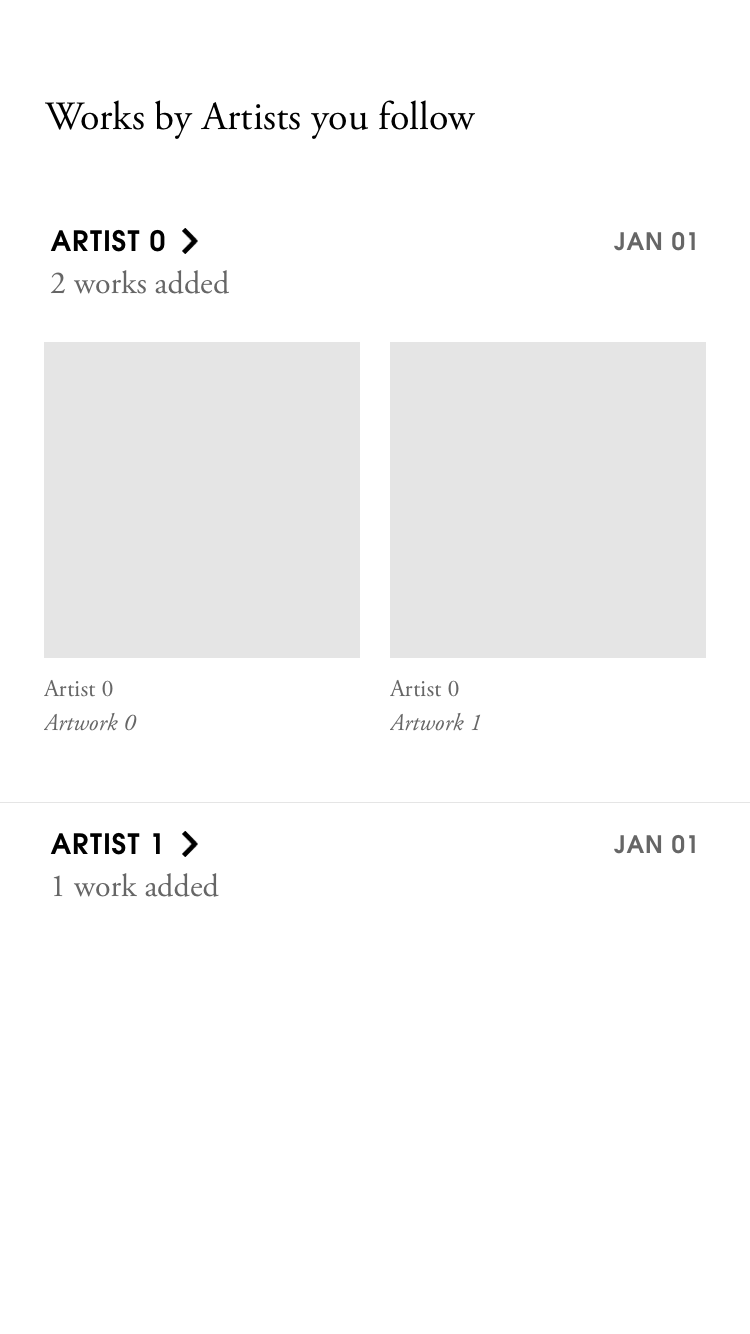 Works by Artists you follow
ARTIST 0
JAN 01
2 works added
Artist 0
Artwork 0
Artist 0
Artwork 1
ARTIST 1
JAN 01
1 work added